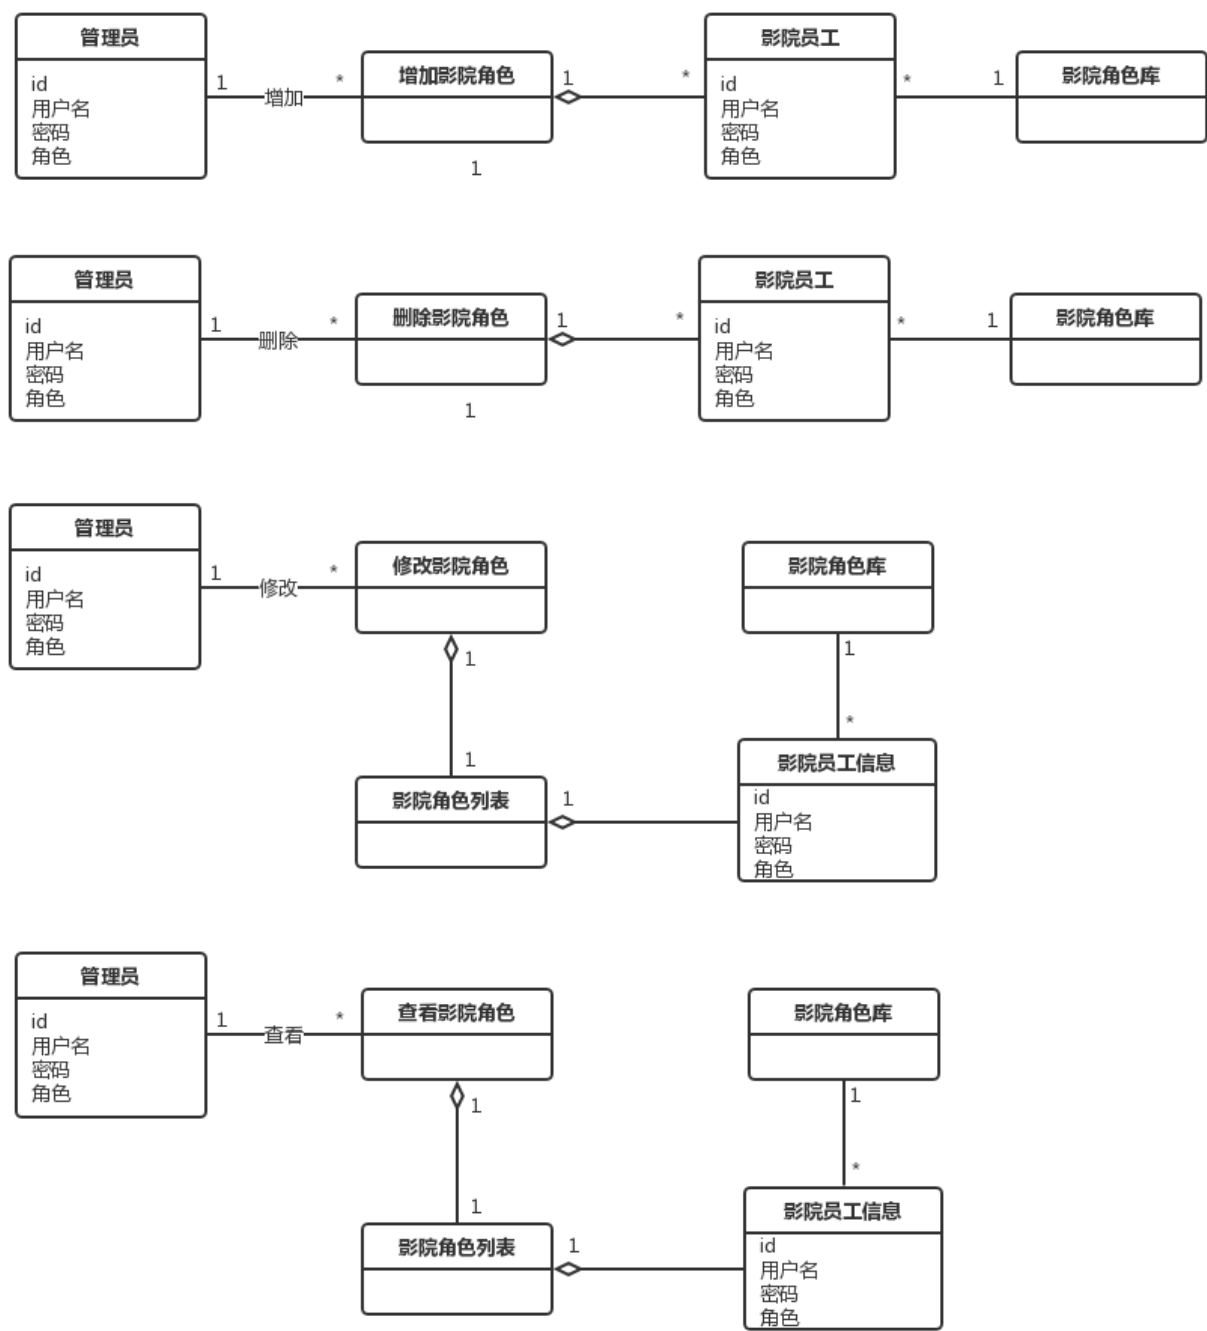 管理员
id
用户名
密码
角色
1
增加
*
增加影院角色
1
1
*
影院员工
id
用户名
密码
角色
*
1
影院角色库
管理员
id
用户名
密码
角色
1
删除
*
删除影院角色
1
1
*
影院员工
id
用户名
密码
角色
*
1
影院角色库
管理员
id
用户名
密码
角色
1
修改
*
修改影院角色
1
1
影院角色列表
1
影院角色库
1
*
影院员工信息
id
用户名
密码
角色
管理员
id
用户名
密码
角色
1
查看
*
查看影院角色
1
1
影院角色列表
1
影院角色库
1
*
影院员工信息
id
用户名
密码
角色